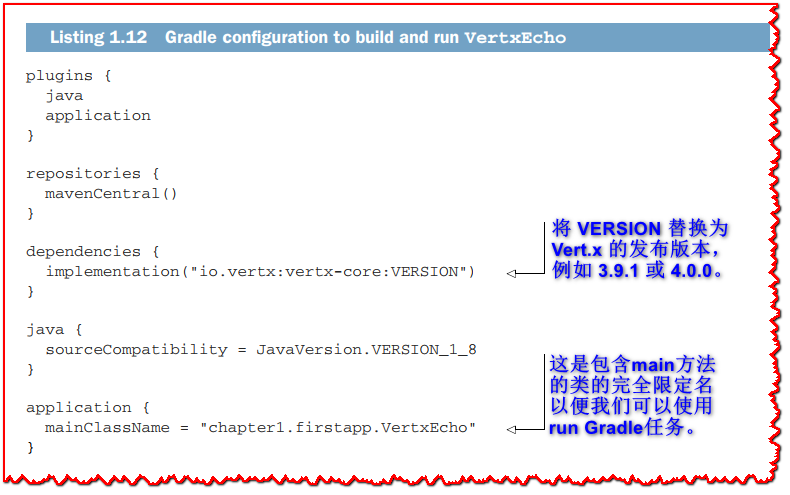 Listing 1.12 Gradle configuration to build and run VertxEcho
plugins {
java
application
}
repositories {
mavenCentral()
}
dependencies {
implementation("io.vertx:vertx-core:VERSION")
}
将 VERSION 替换为
Vert.x 的发布版本，
例如 3.9.1 或 4.0.0。
java {
sourceCompatibility = JavaVersion.VERSION_1_8
}
application {
mainClassName = "chapter1.firstapp.VertxEcho"
}
这是包含main方法
的类的完全限定名
以便我们可以使用
run Gradle任务。